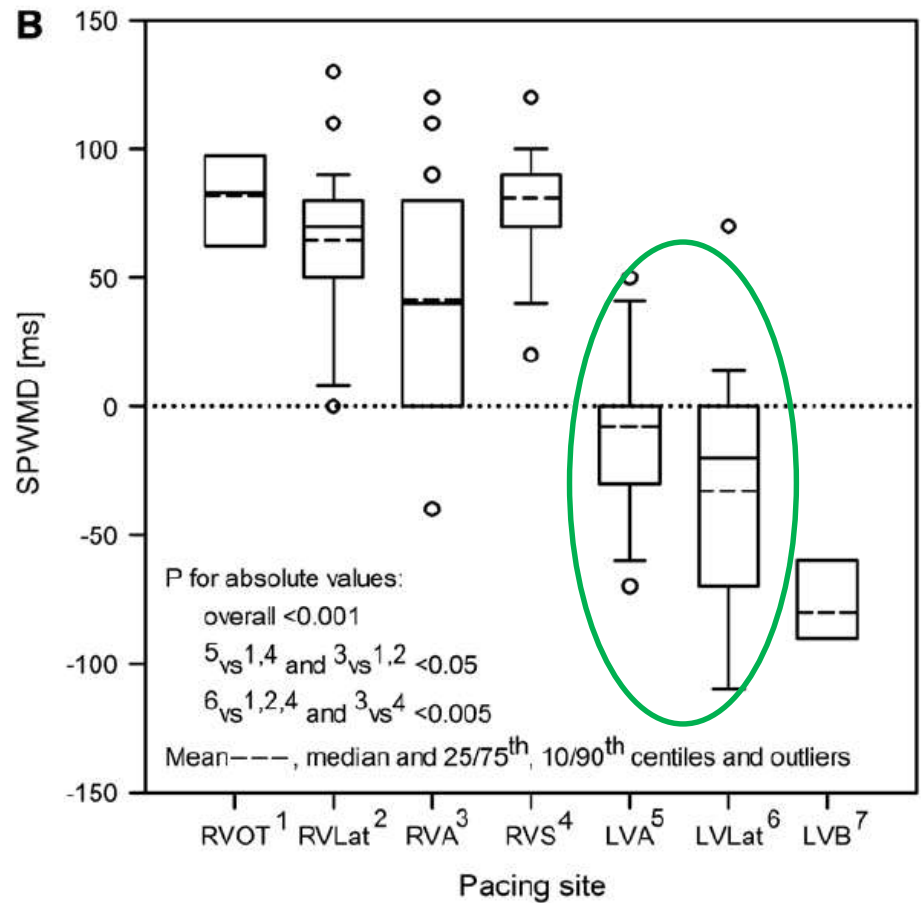 B
150
100
50
0
-50
-100
-150
SPWMD [ms]
P for absolute values:
overall <0.001
5vs1,4 and 3vs1,2 <0.05
6vs1,2,4 and 3vs4 <0.005
Mean----, median and 25/75th, 10/90th centiles and outliers
RVOT1 RVLat2 RVA3 RVS4 LVA5 LVLat6 LVB7
Pacing site